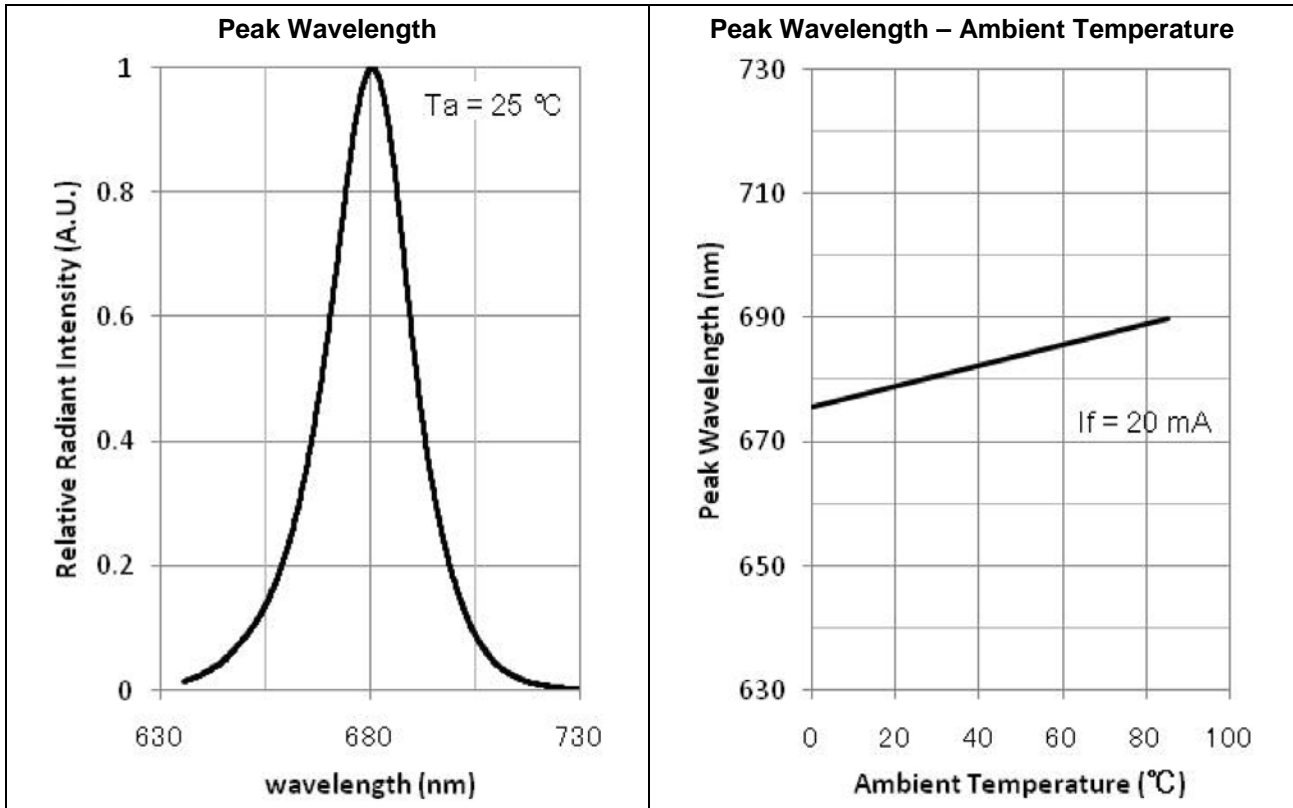 Peak Wavelength
1
0.8
0.6
0.4
0.2
0
Relative Radiant Intensity (A.U.)
Ta = 25 ℃
630
680
730
wavelength (nm)
Peak Wavelength – Ambient Temperature
730
710
690
670
650
630
Peak Wavelength (nm)
If = 20 mA
0
20
40
60
80
100
Ambient Temperature (℃)